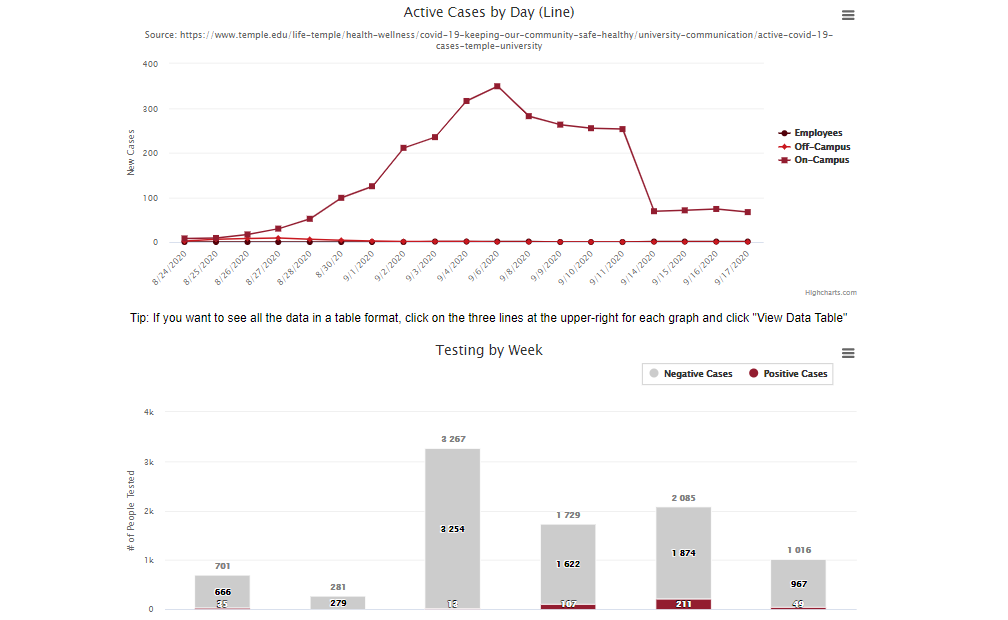 Active Cases by Day (Line)
Source: https://www.temple.edu/life-temple/health-wellness/covid-19-keeping-our-community-safe-healthy/university-communication/active-covid-19-
cases-temple-university
400
300
200
100
0
New Cases
Employees
Off-Campus
On-Campus
8/24/2020
8/25/2020
8/26/2020
8/27/2020
8/28/2020
8/30/20
9/1/2020
9/2/2020
9/3/2020
9/4/2020
9/6/2020
9/8/2020
9/9/2020
9/10/2020
9/11/2020
9/14/2020
9/15/2020
9/16/2020
9/17/2020
Highcharts.com
Tip: If you want to see all the data in a table format, click on the three lines at the upper-right for each graph and click "View Data Table"
Testing by Week
Negative Cases Positive Cases
4k
3k
2k
1k
0
# of People Tested
701
666
35
281
279
3 267
3 254
13
1 729
1 622
107
2 085
1 874
211
1 016
967
49